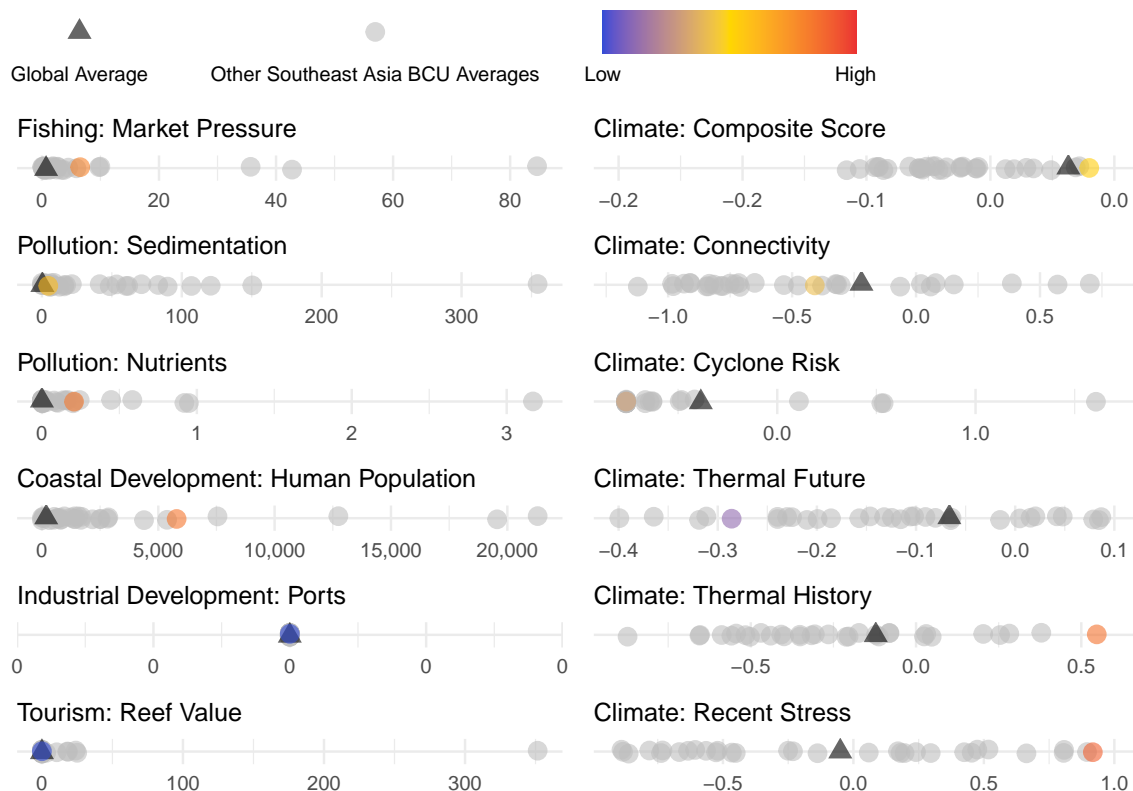 Global Average
Other Southeast Asia BCU Averages
Low
High
Fishing: Market Pressure
0 20 40 60 80
Climate: Composite Score
−0.2 −0.2 −0.1 0.0 0.0
Pollution: Sedimentation
0 100 200 300
Climate: Connectivity
−1.0 −0.5 0.0 0.5
Pollution: Nutrients
0 1 2 3
Climate: Cyclone Risk
0.0 1.0
Coastal Development: Human Population
0 5,000 10,000 15,000 20,000
Climate: Thermal Future
−0.4 −0.3 −0.2 −0.1 0.0 0.1
Industrial Development: Ports
0 0 0 0 0
Climate: Thermal History
−0.5 0.0 0.5
Tourism: Reef Value
0 100 200 300
Climate: Recent Stress
−0.5 0.0 0.5 1.0